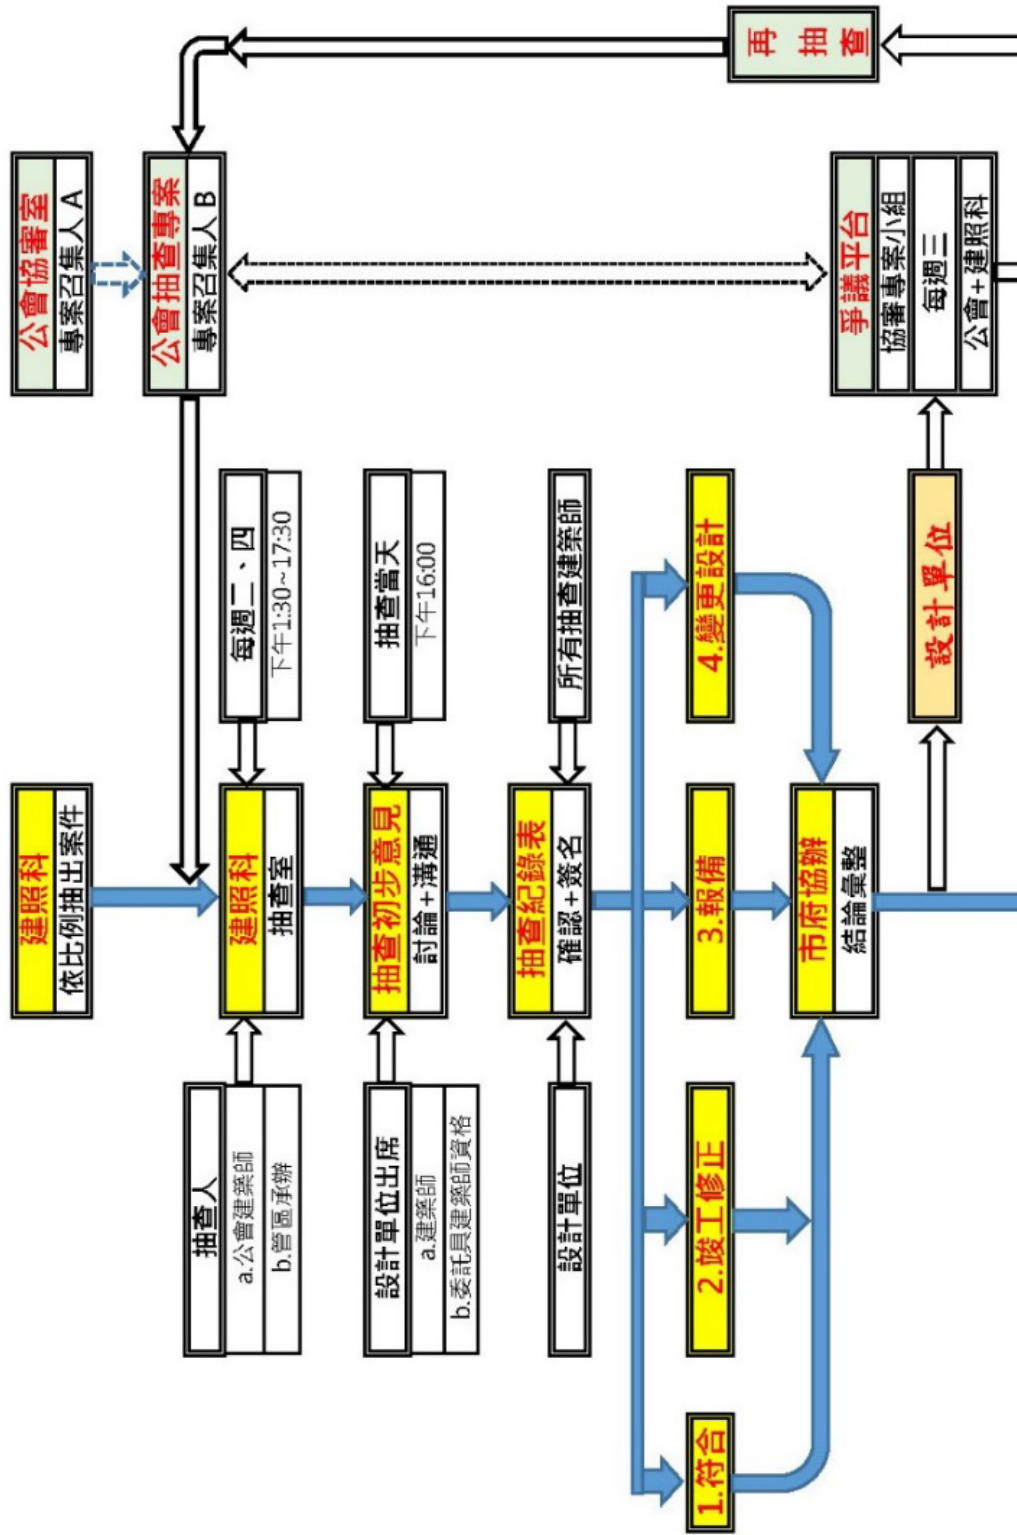 建照科
依比例抽出案件
公會協審室
專案召集人 A
公會抽查專案
專案召集人 B
抽查人
a.公會建築師
b.管區承辦
建照科
抽查室
每週二、四
下午1:30~17:30
設計單位出席
a.建築師
b.委託具建築師資格
抽查初步意見
討論+溝通
抽查當天
下午16:00
設計單位
抽查紀錄表
確認+簽名
所有抽查建築師
1.符合
2.竣工修正
3.報備
4.變更設計
再抽查
市府協辦
結論彙整
設計單位
爭議平台
協審專案小組
每週三
公會+建照科